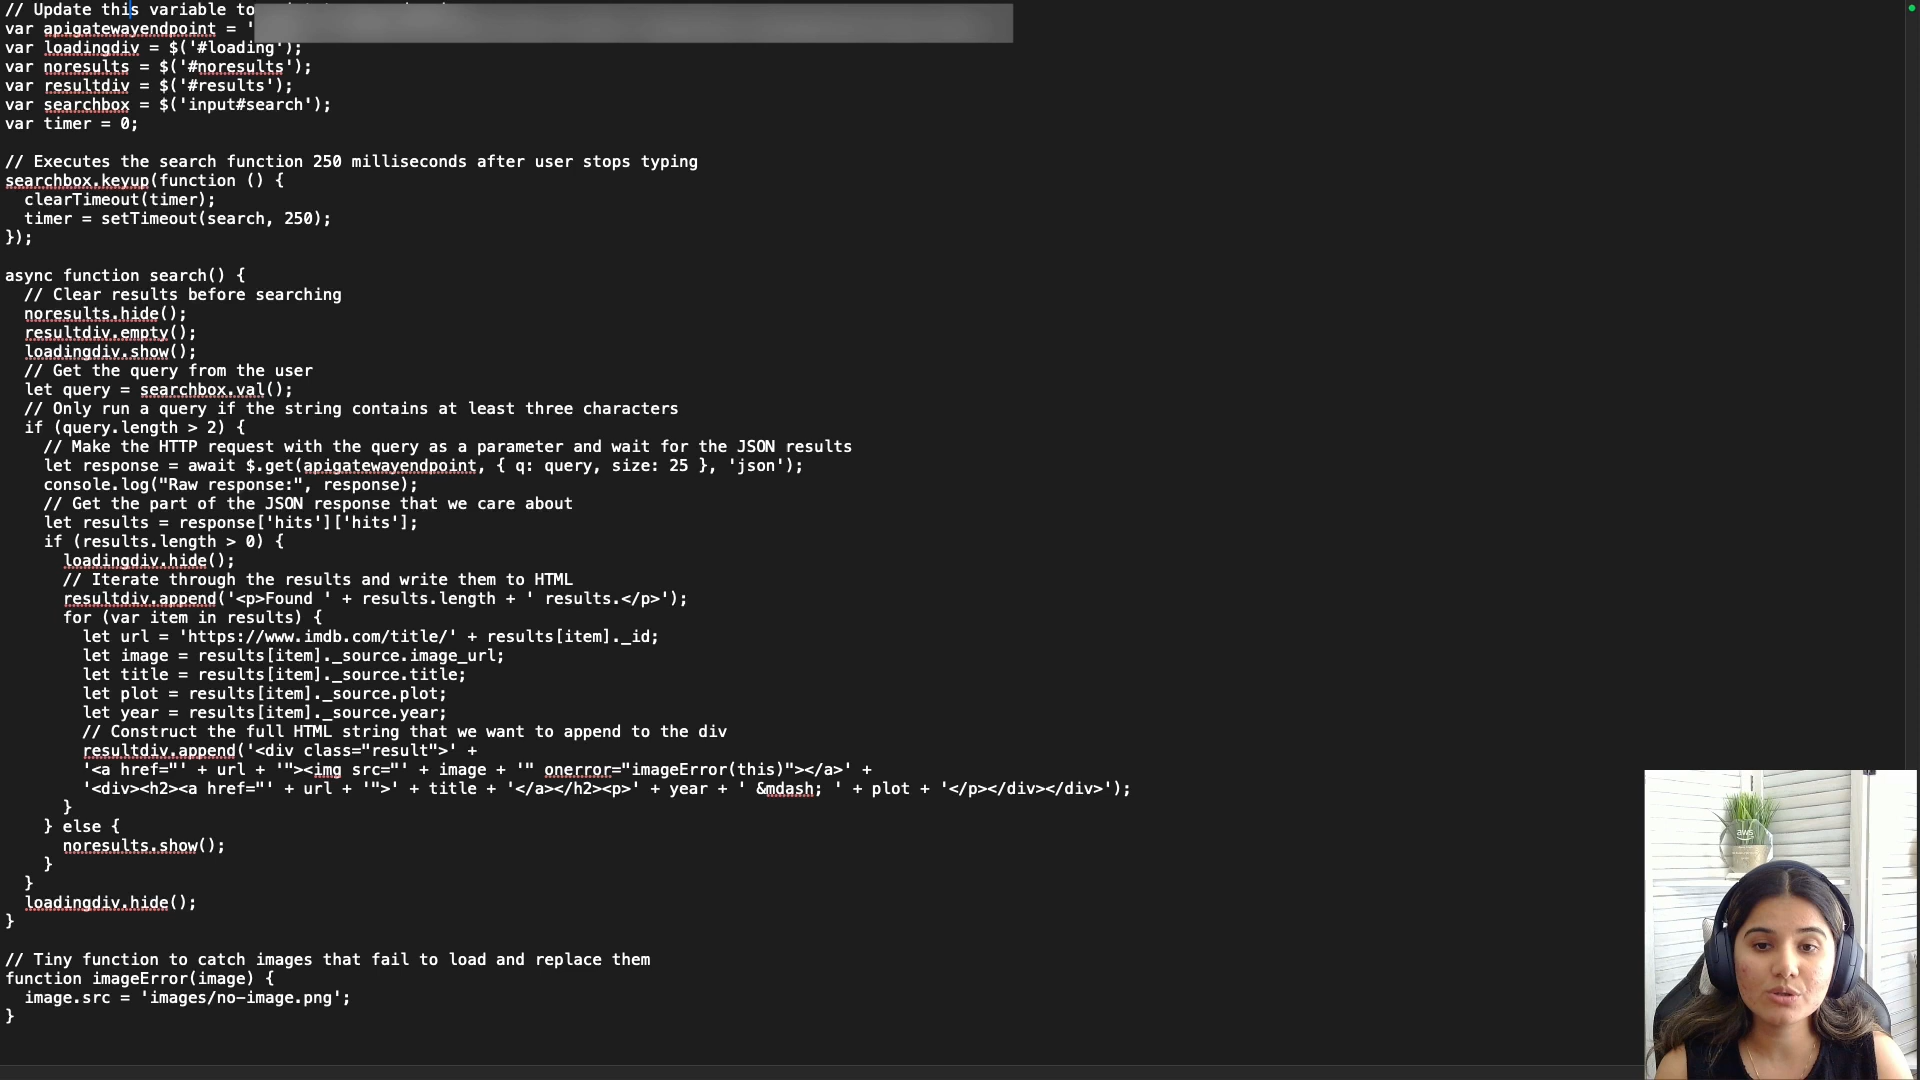 // Update this variable to
var apigatewayendpoint = '
var loadingdiv = $('#loading');
var noresults = $('#noresults');
var resultdiv = $('#results');
var searchbox = $('input#search');
var timer = 0;
// Executes the search function 250 milliseconds after user stops typing
searchbox.keyup(function () {
  clearTimeout(timer);
  timer = setTimeout(search, 250);
});
async function search() {
  // Clear results before searching
  noresults.hide();
  resultdiv.empty();
  loadingdiv.show();
  // Get the query from the user
  let query = searchbox.val();
  // Only run a query if the string contains at least three characters
  if (query.length > 2) {
    // Make the HTTP request with the query as a parameter and wait for the JSON results
    let response = await $.get(apigatewayendpoint, { q: query, size: 25 }, 'json');
    console.log("Raw response:", response);
    // Get the part of the JSON response that we care about
    let results = response['hits']['hits'];
    if (results.length > 0) {
      loadingdiv.hide();
      // Iterate through the results and write them to HTML
      resultdiv.append('<p>Found ' + results.length + ' results.</p>');
      for (var item in results) {
        let url = 'https://www.imdb.com/title/' + results[item]._id;
        let image = results[item]._source.image_url;
        let title = results[item]._source.title;
        let plot = results[item]._source.plot;
        let year = results[item]._source.year;
        // Construct the full HTML string that we want to append to the div
        resultdiv.append('<div class="result">' +
        '<a href="' + url + '"><img src="' + image + '" onerror="imageError(this)"></a>' +
        '<div><h2><a href="' + url + '">' + title + '</a></h2><p>' + year + ' &mdash; ' + plot + '</p></div></div>');
      }
    } else {
      noresults.show();
    }
  }
  loadingdiv.hide();
}
// Tiny function to catch images that fail to load and replace them
function imageError(image) {
  image.src = 'images/no-image.png';
}
aws